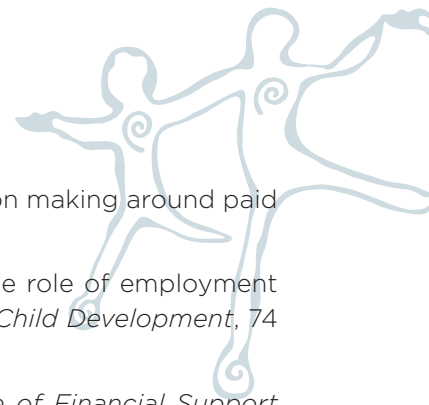 on making around paid
e role of employment
Child Development, 74
of Financial Support